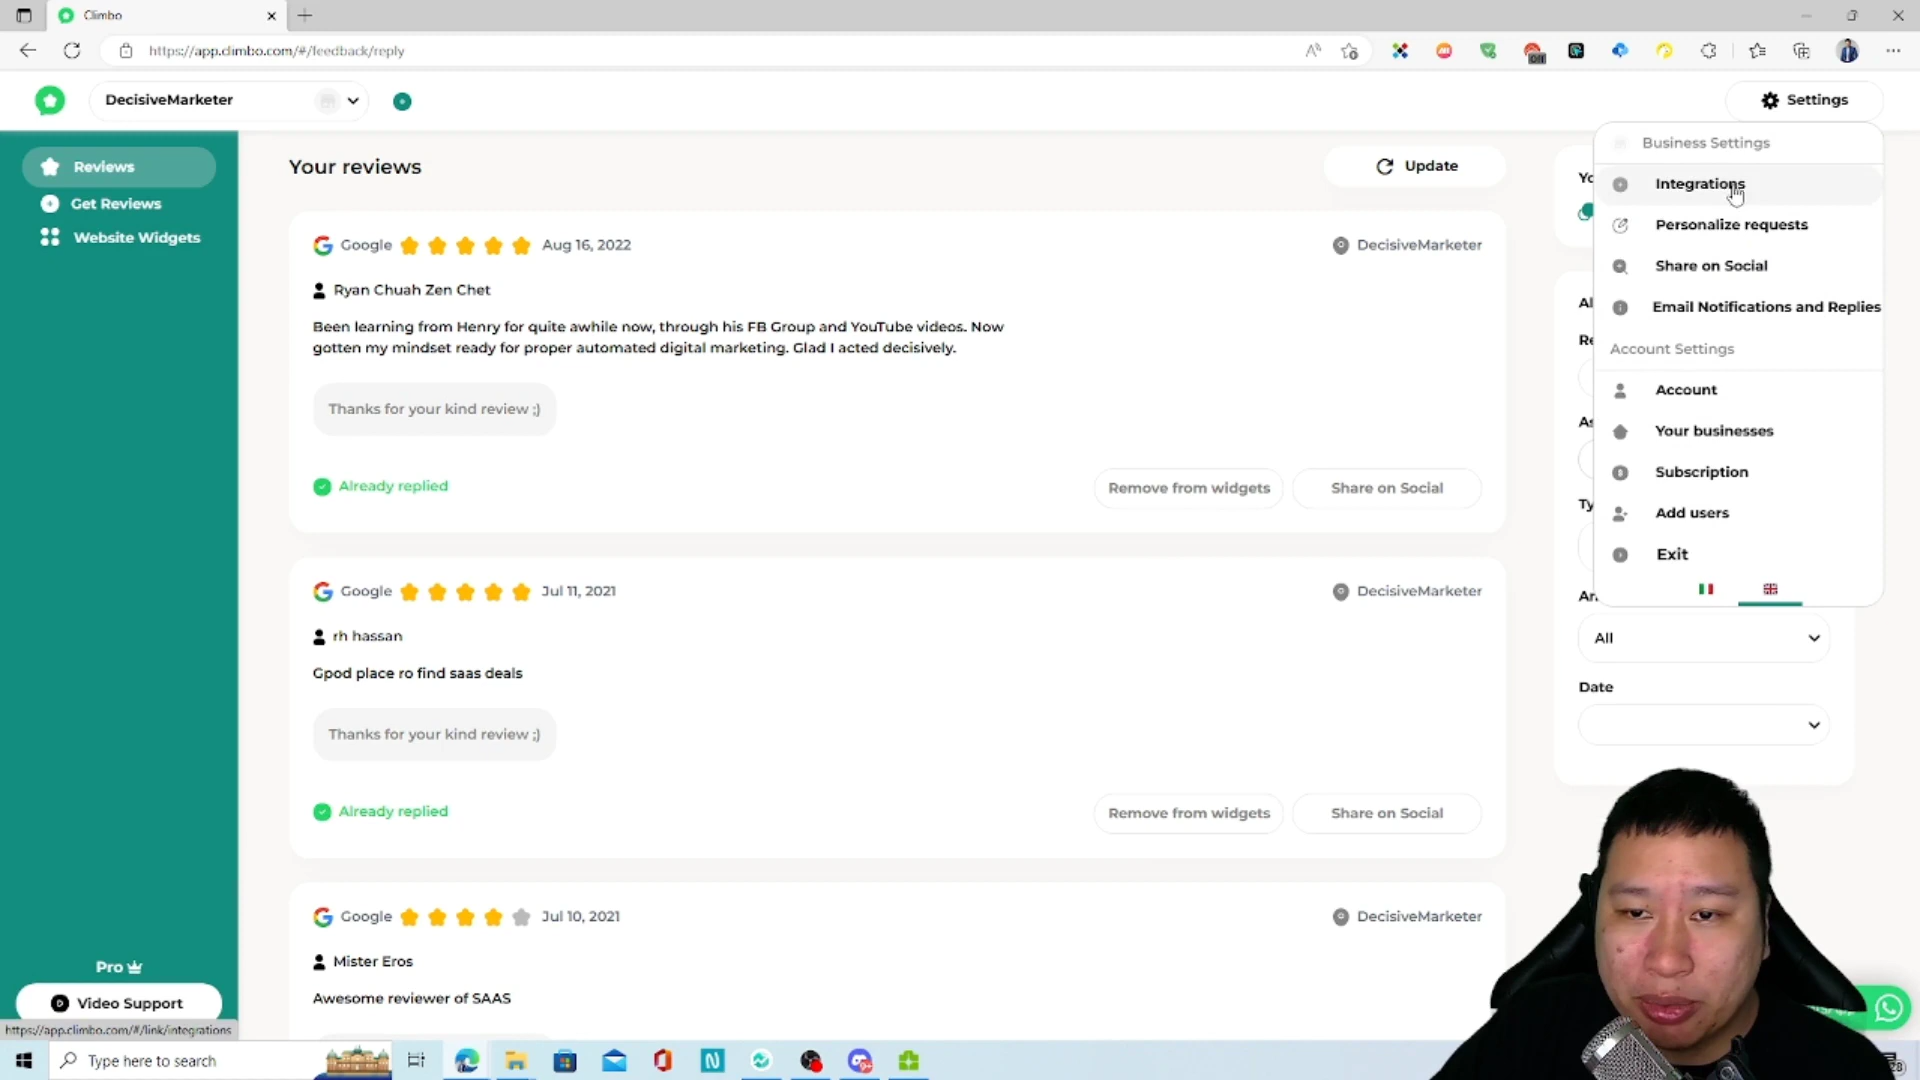 Climbo
https://app.climbo.com/#/feedback/reply
DecisiveMarketer
Settings
Business Settings
Integrations
Personalize requests
Share on Social
Email Notifications and Replies
Account Settings
Account
Your businesses
Subscription
Add users
Exit
Reviews
Get Reviews
Website Widgets
Pro
Video Support
https://app.climbo.com/#/link/integrations
Your reviews
Update
Google Aug 16, 2022 DecisiveMarketer
Ryan Chuah Zen Chet
Been learning from Henry for quite awhile now, through his FB Group and YouTube videos. Now
gotten my mindset ready for proper automated digital marketing. Glad I acted decisively.
Thanks for your kind review ;)
Already replied Remove from widgets Share on Social
Google Jul 11, 2021 DecisiveMarketer
rh hassan
Gpod place ro find saas deals
Thanks for your kind review ;)
Already replied Remove from widgets Share on Social
Google Jul 10, 2021 DecisiveMarketer
Mister Eros
Awesome reviewer of SAAS
All
Date
Type here to search